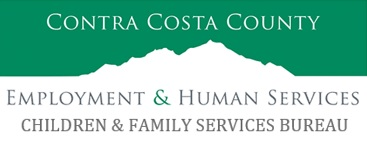 CONTRA COSTA COUNTY
EMPLOYMENT & HUMAN SERVICES
CHILDREN & FAMILY SERVICES BUREAU